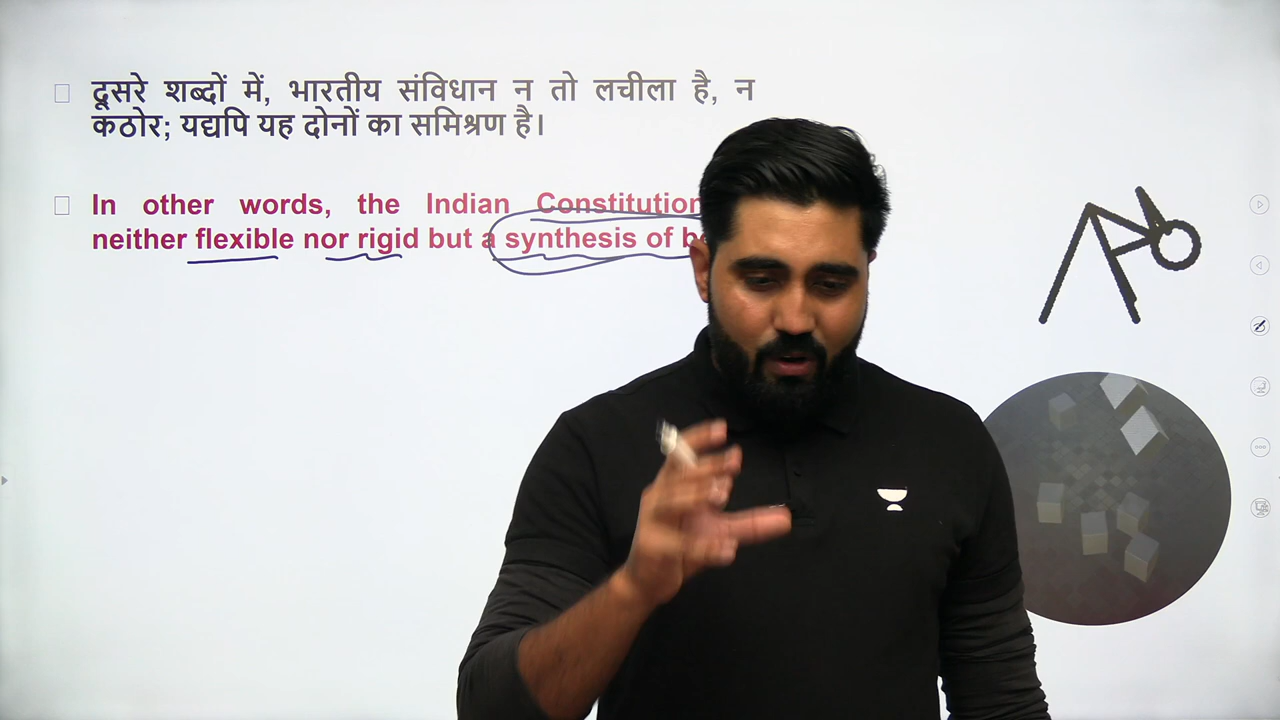 दूसरे शब्दों में, भारतीय संविधान न तो लचीला है, न
कठोर; यद्यपि यह दोनों का समिश्रण है।
In other words, the Indian Constitution
neither flexible nor rigid but a synthesis of